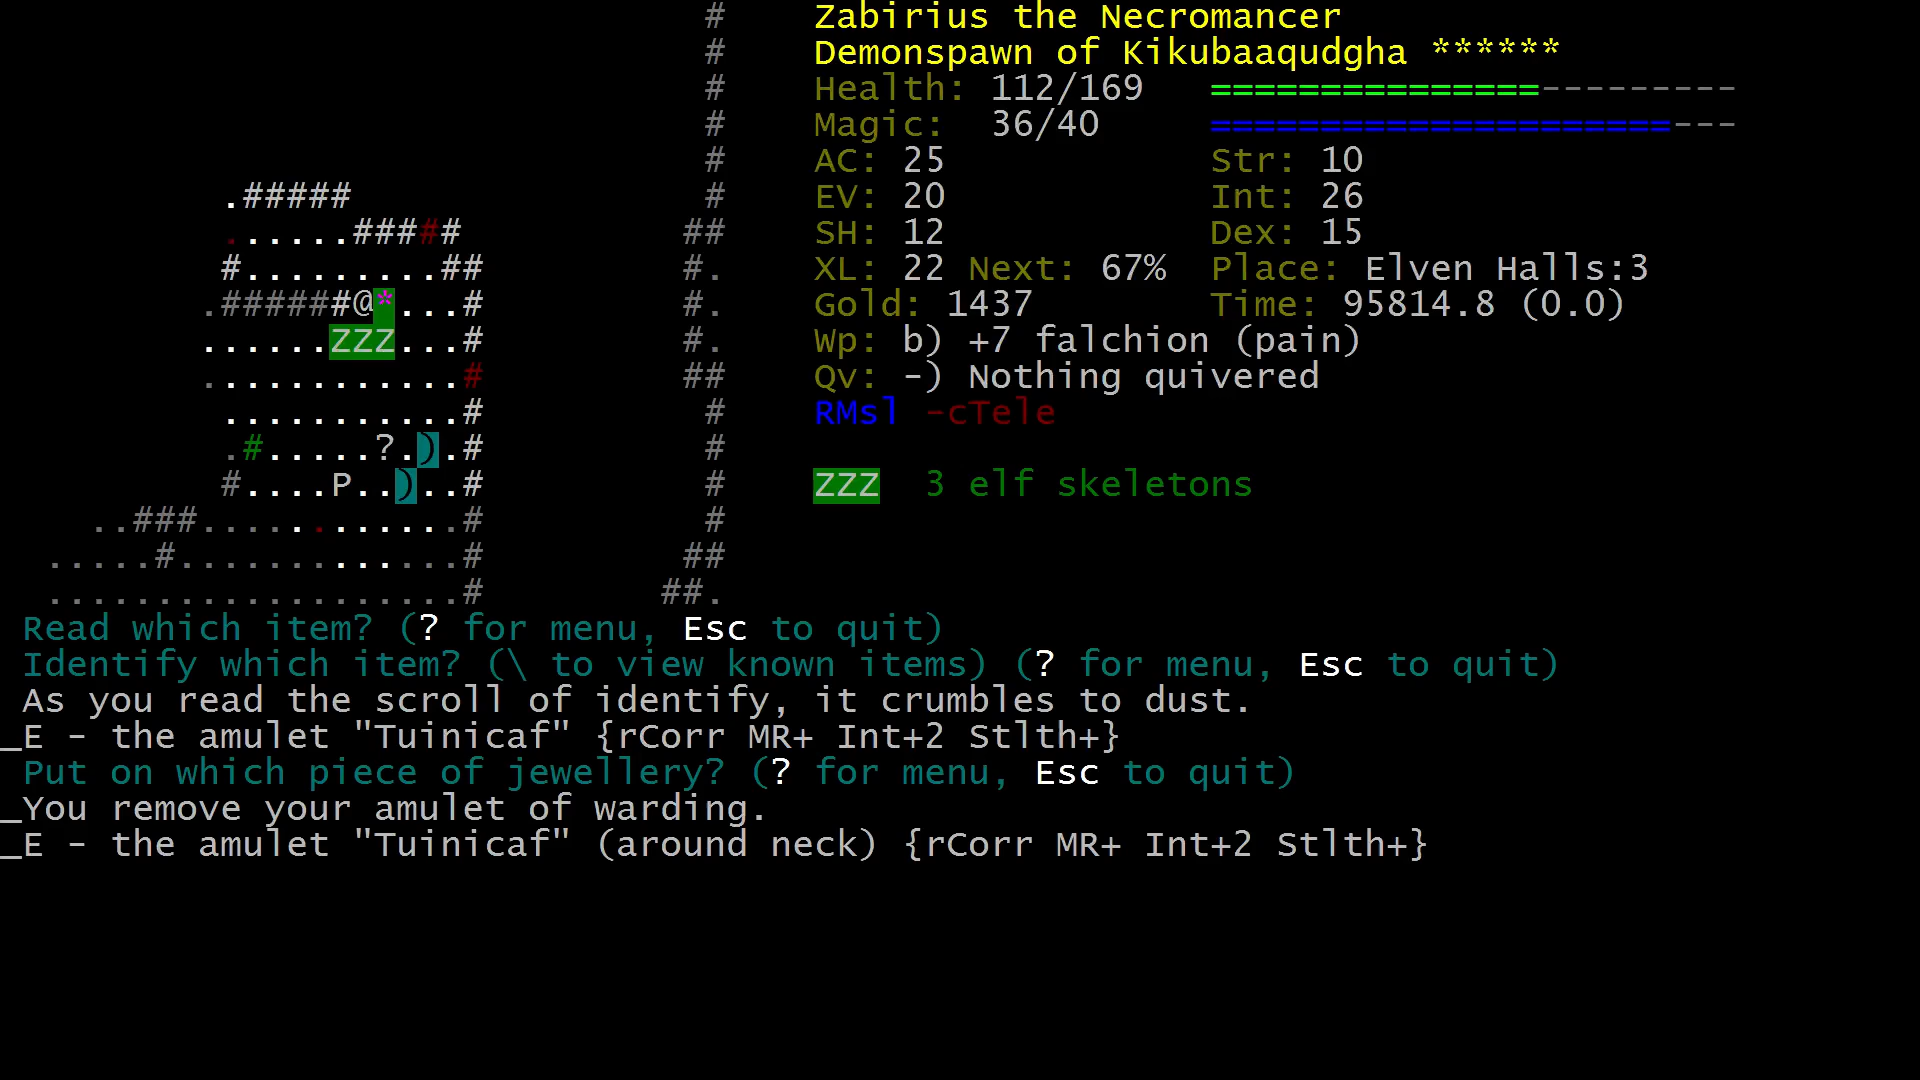 # Zabirius the Necromancer
# Demonspawn of Kikubaaqudgha ******
# Health: 112/169 ===============---------
# Magic: 36/40 =====================---
# AC: 25 Str: 10
.##### # EV: 20 Int: 26
......##### ## SH: 12 Dex: 15
#.........## #. XL: 22 Next: 67% Place: Elven Halls:3
.######@*...# #. Gold: 1437 Time: 95814.8 (0.0)
......ZZZ...# #. Wp: b) +7 falchion (pain)
............# ## Qv: -) Nothing quivered
...........# # RMsl -cTele
.#.....?.).# #
#....P..)..# # ZZZ 3 elf skeletons
..###............# #
.....#.............# ##
...................# ##.
Read which item? (? for menu, Esc to quit)
Identify which item? (\ to view known items) (? for menu, Esc to quit)
As you read the scroll of identify, it crumbles to dust.
_E - the amulet "Tuinicaf" {rCorr MR+ Int+2 Stlth+}
Put on which piece of jewellery? (? for menu, Esc to quit)
_You remove your amulet of warding.
_E - the amulet "Tuinicaf" (around neck) {rCorr MR+ Int+2 Stlth+}